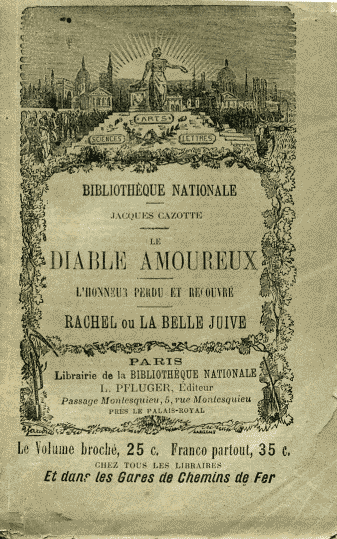 ARTS
SCIENCES
LETTRES
BIBLIOTHÈQUE NATIONALE
JACQUES CAZOTTE
LE
DIABLE AMOUREUX
L'HONNEUR PERDU ET RECOUVRÉ
RACHEL ou LA BELLE JUIVE
PARIS
Librairie de la BIBLIOTHÈQUE NATIONALE
L. PFLUGER, Éditeur
Passage Montesquieu, 5, rue Montesquieu
PRÈS LE PALAIS-ROYAL
Le Volume broché, 25 c. Franco partout, 35 c.
CHEZ TOUS LES LIBRAIRES
Et dans les Gares de Chemins de Fer